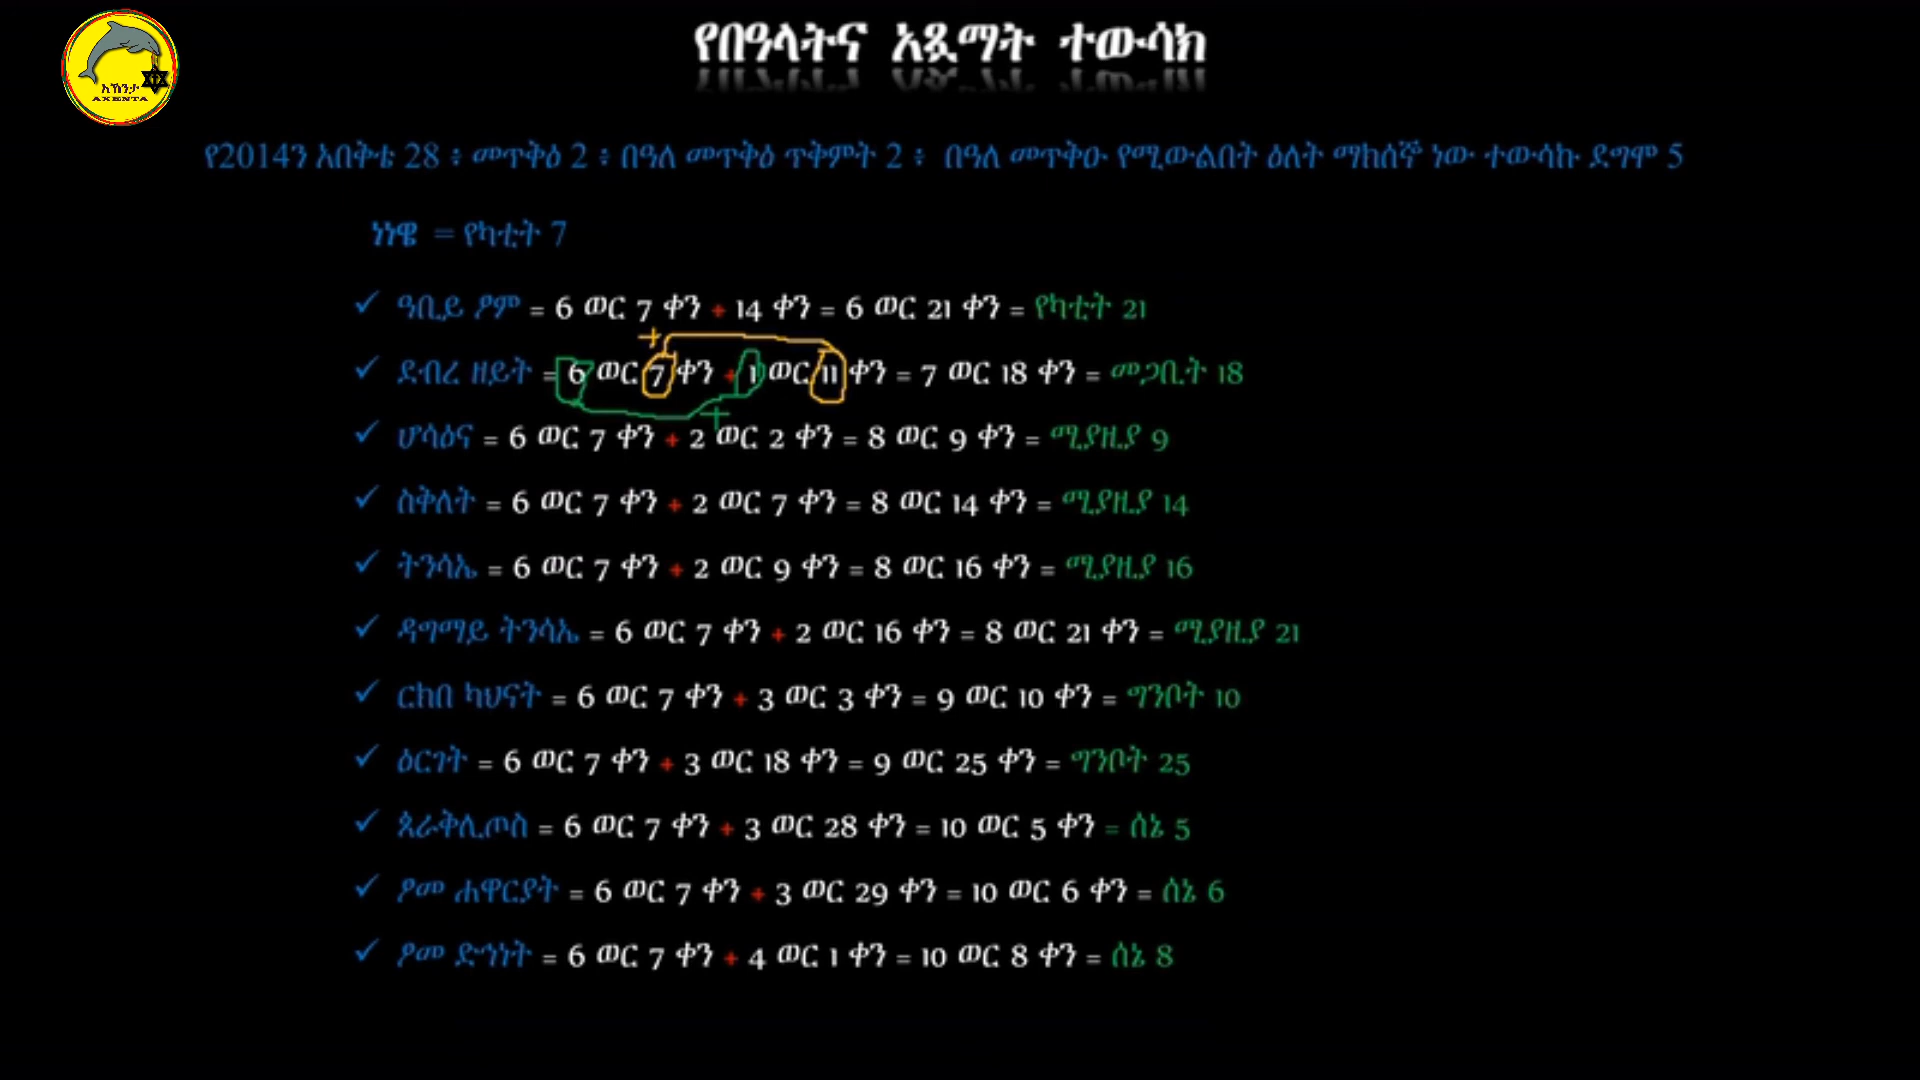 አኽንታ
AXENTA
የበዓላትና አጿማት ተውሳክ
የ2014ን አበቅቴ 28 ፥ መጥቅዕ 2 ፥ በዓለ መጥቅዕ ጥቅምት 2 ፥ በዓለ መጥቅዑ የሚውልበት ዕለት ማክሰኞ ነው ተውሳኩ ደግሞ 5
ነነዌ = የካቲት 7
✓ ዓቢይ ፆም = 6 ወር 7 ቀን + 14 ቀን = 6 ወር 21 ቀን = የካቲት 21
✓ ደብረ ዘይት = 6 ወር 7 ቀን + 1 ወር 11 ቀን = 7 ወር 18 ቀን = መጋቢት 18
✓ ሆሳዕና = 6 ወር 7 ቀን + 2 ወር 2 ቀን = 8 ወር 9 ቀን = ሚያዚያ 9
✓ ስቅለት = 6 ወር 7 ቀን + 2 ወር 7 ቀን = 8 ወር 14 ቀን = ሚያዚያ 14
✓ ትንሳኤ = 6 ወር 7 ቀን + 2 ወር 9 ቀን = 8 ወር 16 ቀን = ሚያዚያ 16
✓ ዳግማይ ትንሳኤ = 6 ወር 7 ቀን + 2 ወር 16 ቀን = 8 ወር 21 ቀን = ሚያዚያ 21
✓ ርክበ ካህናት = 6 ወር 7 ቀን + 3 ወር 3 ቀን = 9 ወር 10 ቀን = ግንቦት 10
✓ ዕርገት = 6 ወር 7 ቀን + 3 ወር 18 ቀን = 9 ወር 25 ቀን = ግንቦት 25
✓ ጰራቅሊጦስ = 6 ወር 7 ቀን + 3 ወር 28 ቀን = 10 ወር 5 ቀን = ሰኔ 5
✓ ፆመ ሐዋርያት = 6 ወር 7 ቀን + 3 ወር 29 ቀን = 10 ወር 6 ቀን = ሰኔ 6
✓ ፆመ ድኅነት = 6 ወር 7 ቀን + 4 ወር 1 ቀን = 10 ወር 8 ቀን = ሰኔ 8